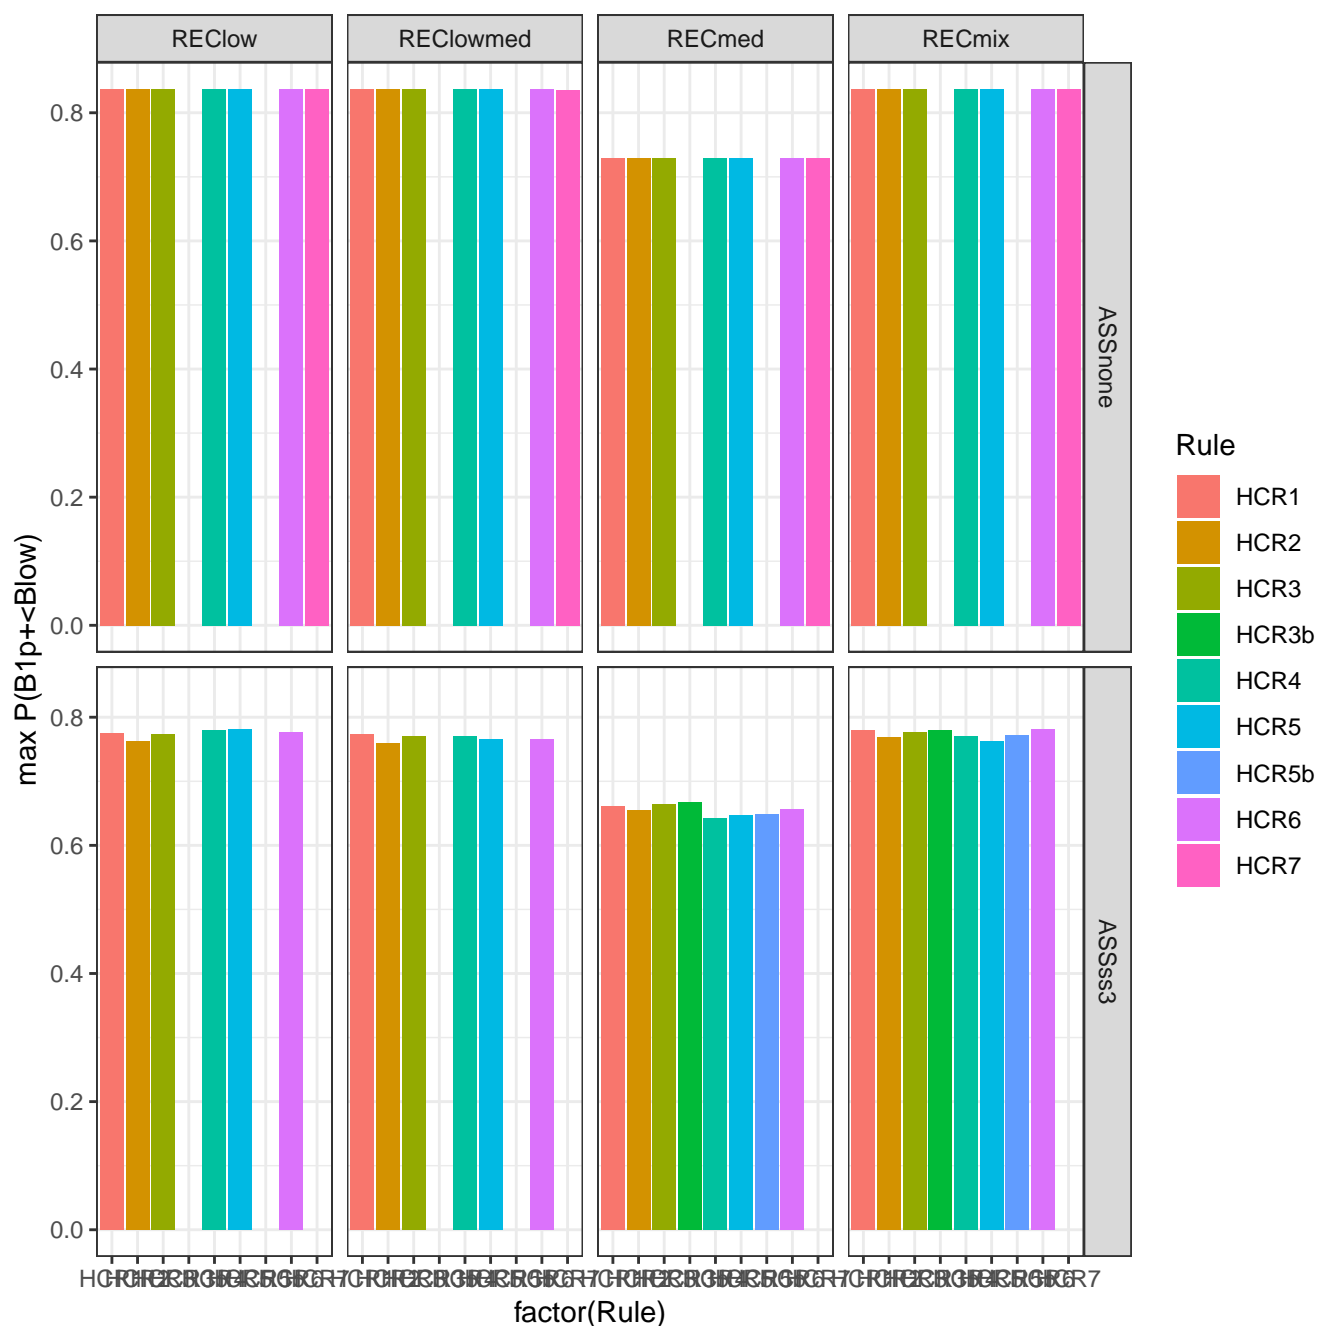 REClow REClowmed RECmed RECmix
0.8
0.6
0.4
0.2
0.0
ASSnone
0.8
0.6
0.4
0.2
0.0
ASSss3
max P(B1p+<Blow)
factor(Rule)
Rule
HCR1
HCR2
HCR3
HCR3b
HCR4
HCR5
HCR5b
HCR6
HCR7